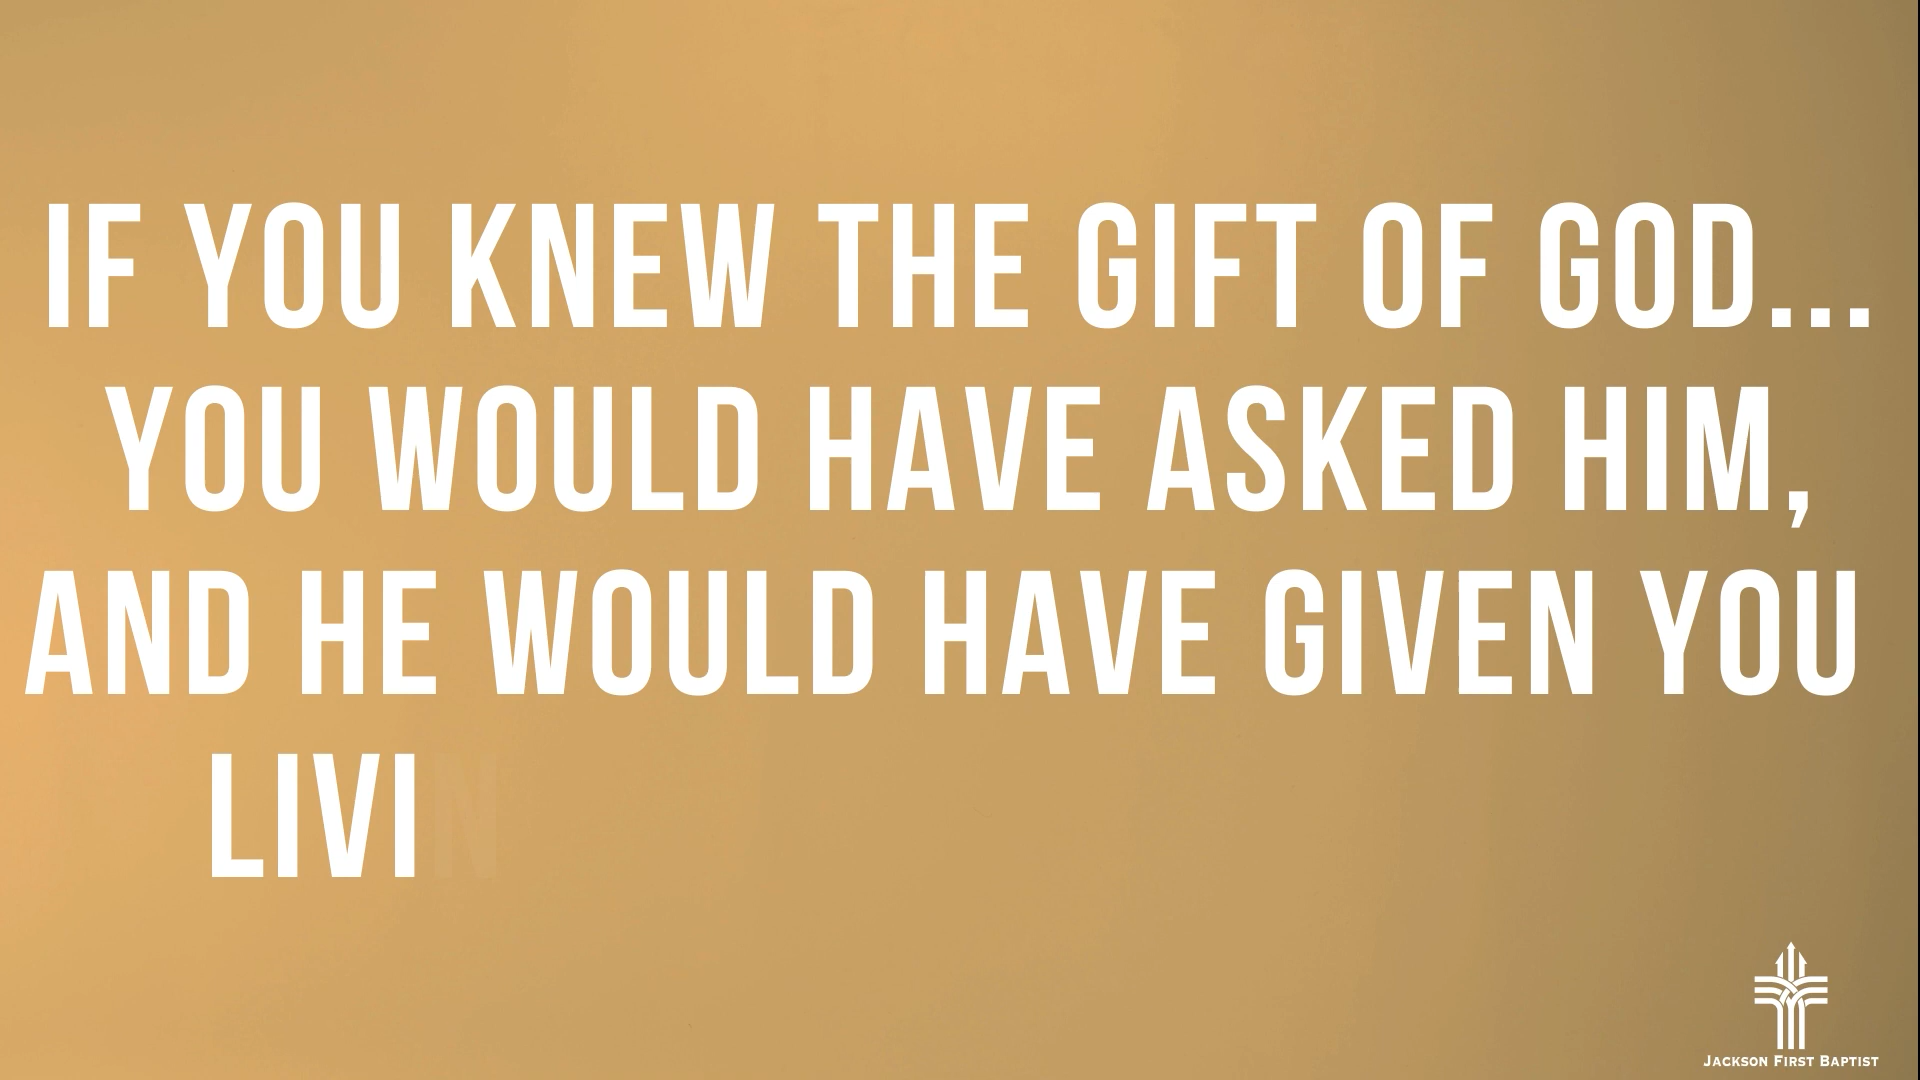 IF YOU KNEW THE GIFT OF GOD...
YOU WOULD HAVE ASKED HIM,
AND HE WOULD HAVE GIVEN YOU
LIVIN
JACKSON FIRST BAPTIST